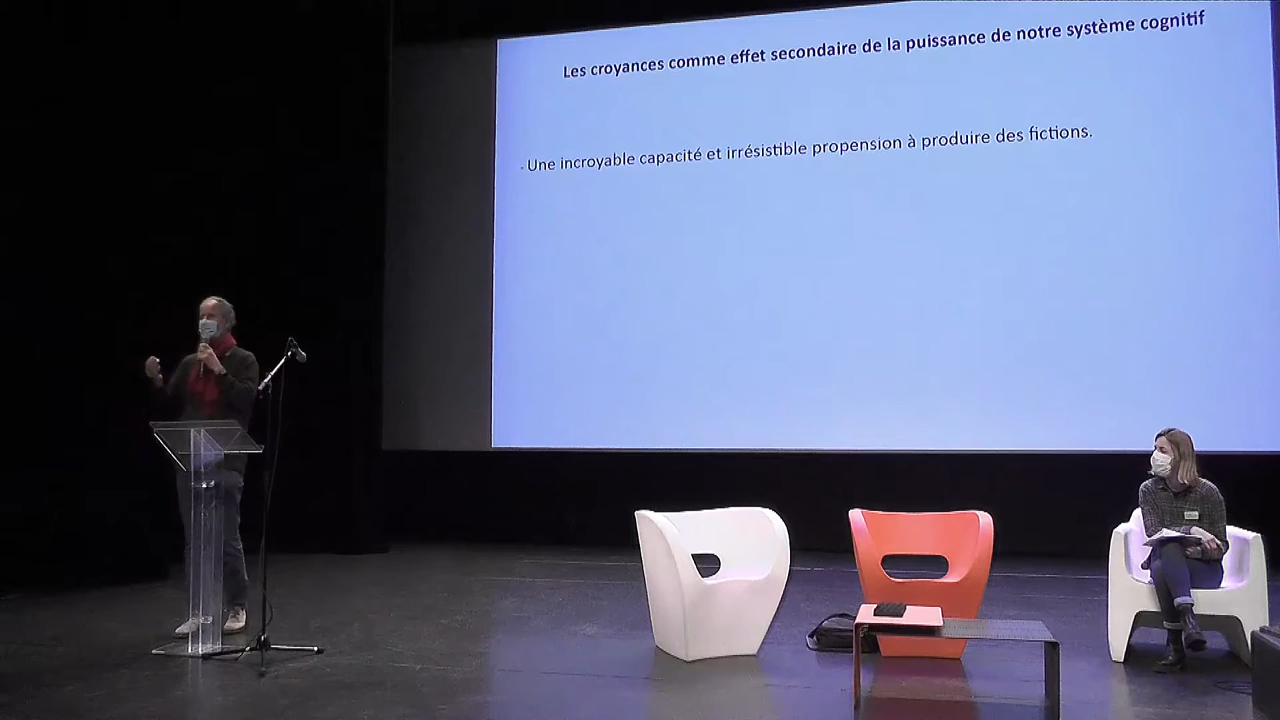 Les croyances comme effet secondaire de la puissance de notre système cognitif
- Une incroyable capacité et irrésistible propension à produire des fictions.